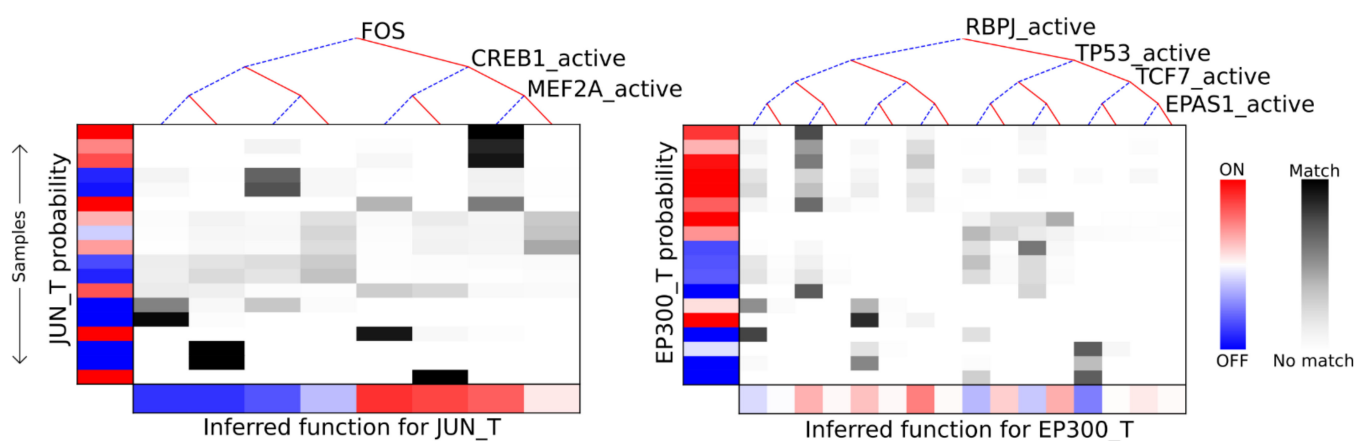 FOS
CREB1_active
MEF2A_active
Samples
JUN_T probability
Inferred function for JUN_T
RBPJ_active
TP53_active
TCF7_active
EPAS1_active
EP300_T probability
Inferred function for EP300_T
ON
OFF
Match
No match